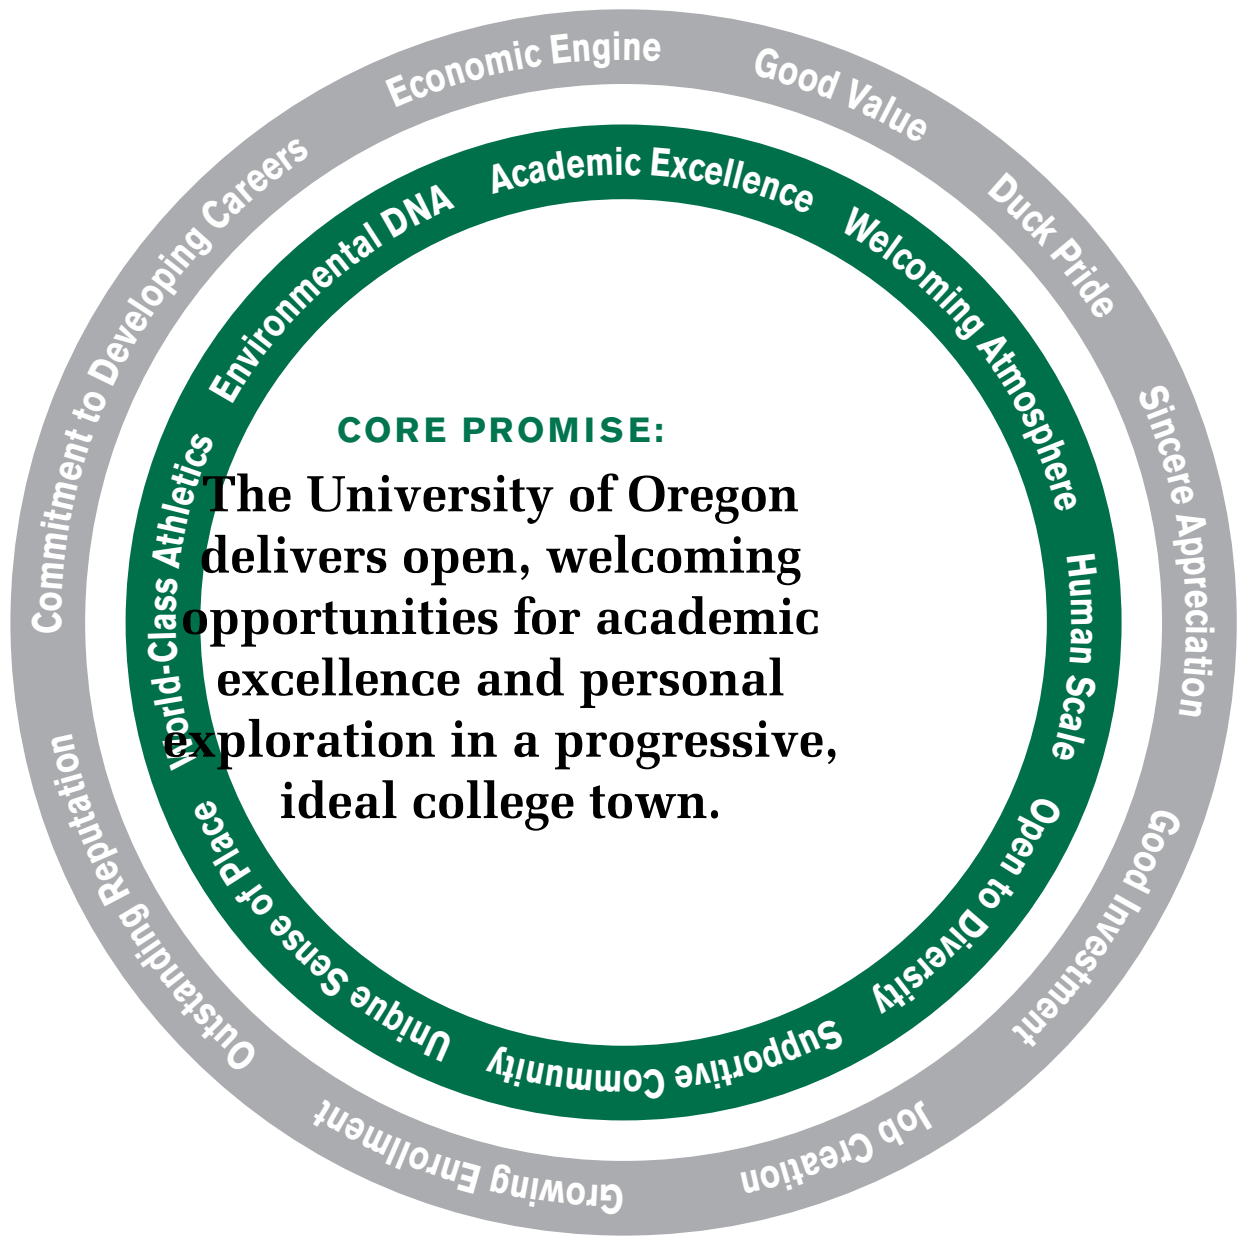 Economic Engine
Good Value
Duck Pride
Sincere Appreciation
Good Investment
Job Creation
Growing Enrollment
Outstanding Reputation
Commitment to Developing Careers
Academic Excellence
Welcoming Atmosphere
Human Scale
Open to Diversity
Supportive Community
Unique Sense of Place
World-Class Athletics
Environmental DNA
CORE PROMISE:
The University of Oregon
delivers open, welcoming
opportunities for academic
excellence and personal
exploration in a progressive,
ideal college town.